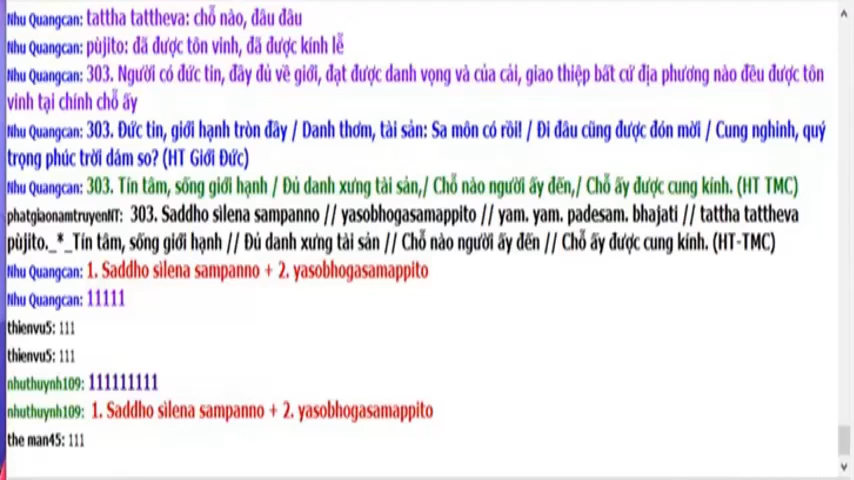 Nhu Quangcan: tattha tattheva: chỗ nào, đâu đâu
Nhu Quangcan: pùjito: đã được tôn vinh, đã được kính lễ
Nhu Quangcan: 303. Người có đức tin, đầy đủ về giới, đạt được danh vọng và của cải, giao thiệp bất cứ địa phương nào đều được tôn
vinh tại chính chỗ ấy
Nhu Quangcan: 303. Đức tin, giới hạnh tròn đầy / Danh thơm, tài sản: Sa môn có rồi! / Đi đâu cũng được đón mời / Cung nghinh, quý
trọng phúc trời dám so? (HT Giới Đức)
Nhu Quangcan: 303. Tín tâm, sống giới hạnh / Đủ danh xưng tài sản,/ Chỗ nào người ấy đến,/ Chỗ ấy được cung kính. (HT TMC)
phatgiaonamtruyenNT: 303. Saddho sìlena sampanno // yasobhogasamappito // yam. yam. padesam. bhajati // tattha tattheva
pùjito._*_Tín tâm, sống giới hạnh // Đủ danh xưng tài sản // Chỗ nào người ấy đến // Chỗ ấy được cung kính. (HT-TMC)
Nhu Quangcan: 1. Saddho sìlena sampanno + 2. yasobhogasamappito
Nhu Quangcan: 11111
thienvu5: 111
thienvu5: 111
nhuthuynh109: 111111111
nhuthuynh109: 1. Saddho sìlena sampanno + 2. yasobhogasamappito
the man45: 111